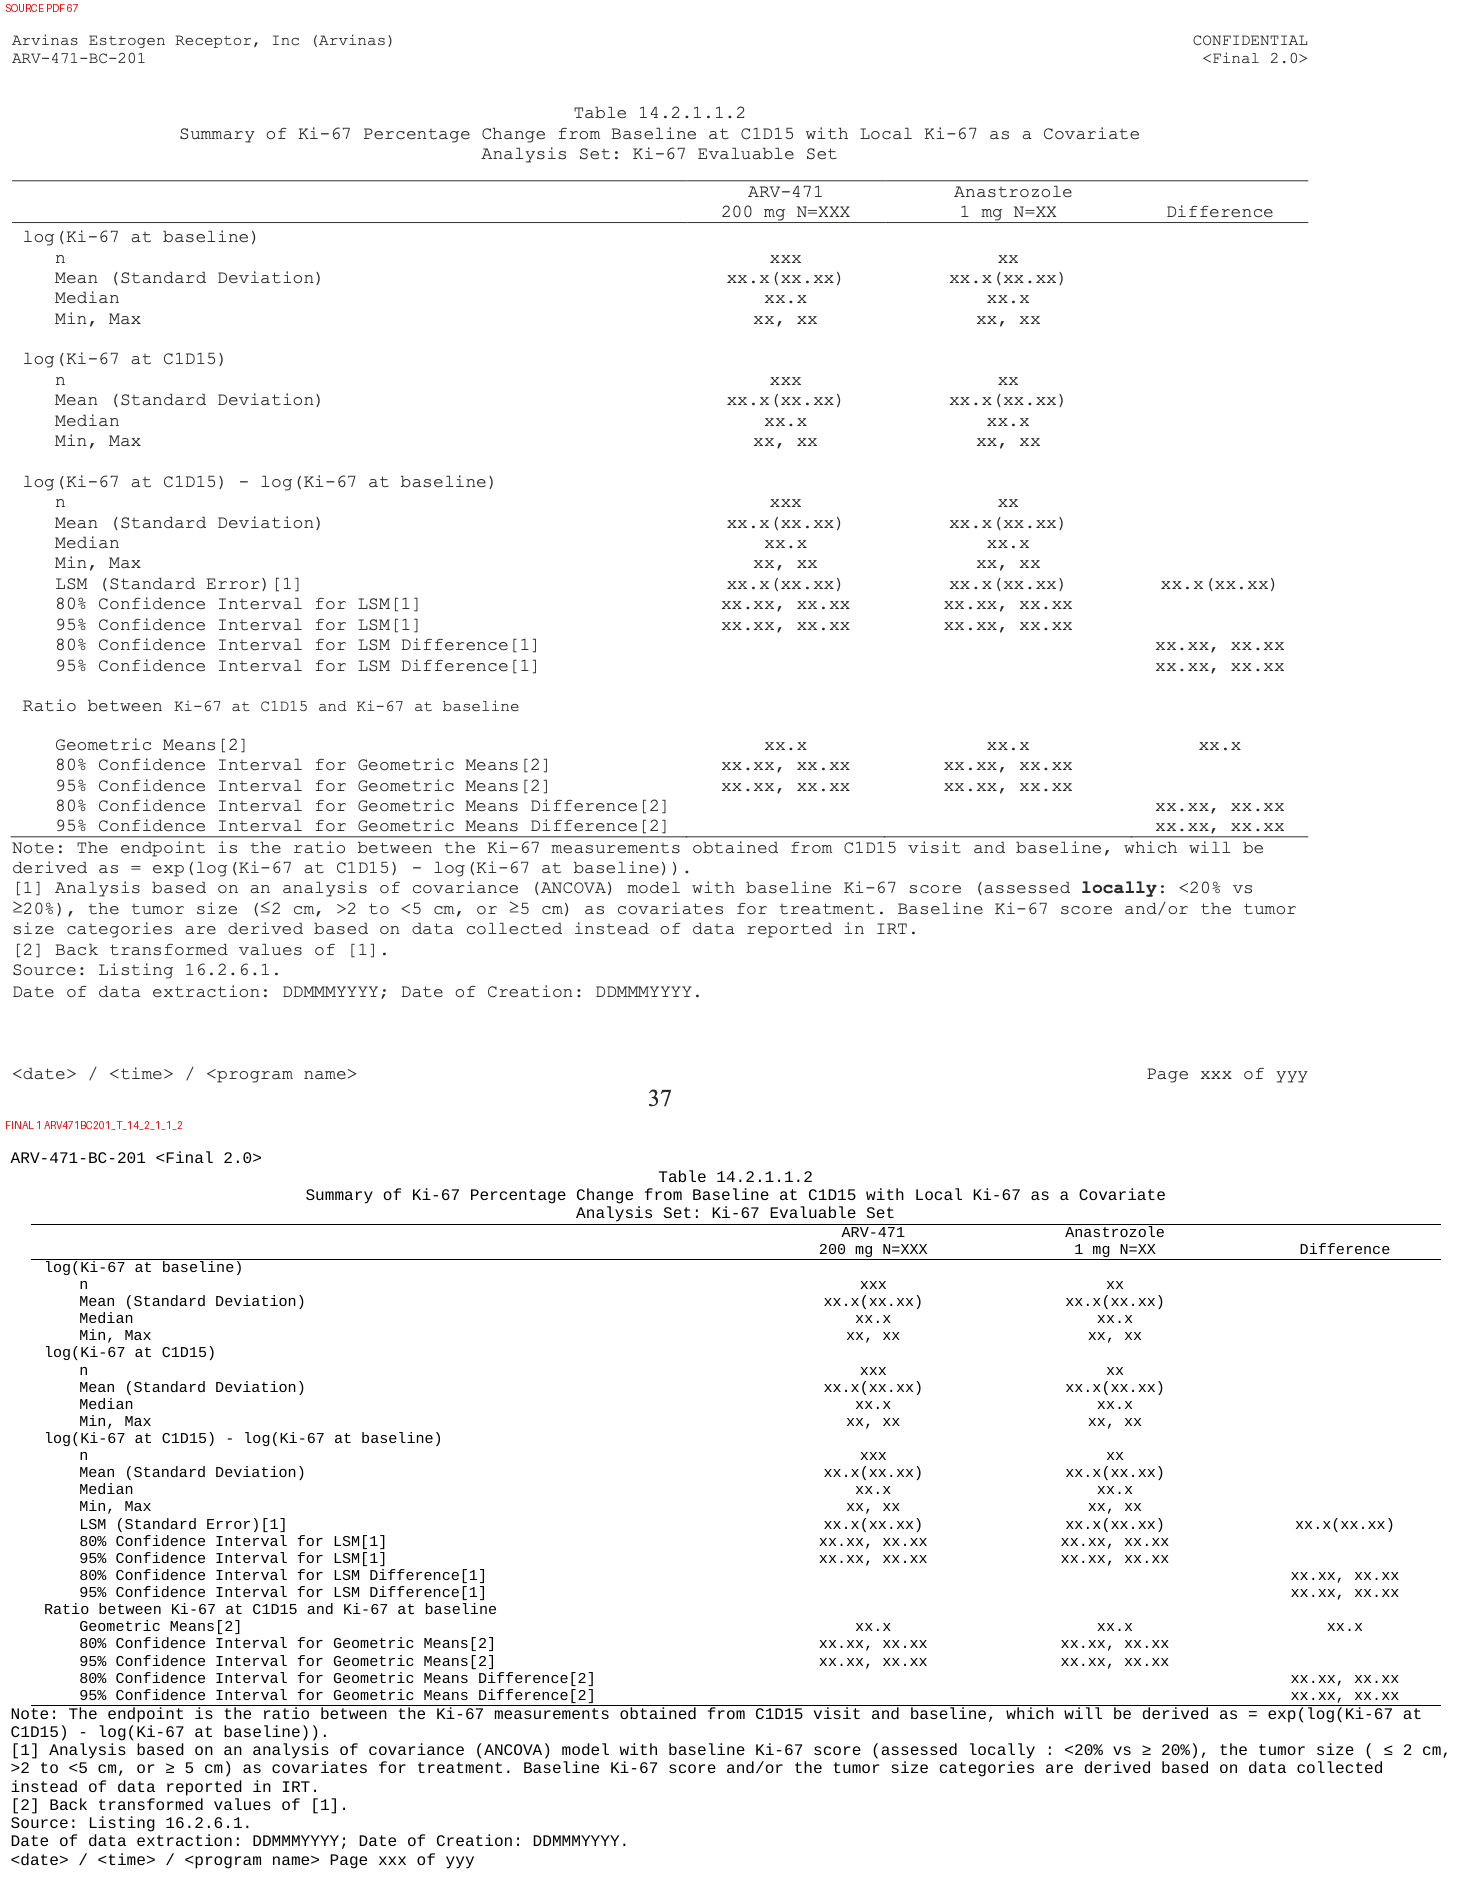 SOURCE PDF 67
Arvinas Estrogen Receptor, Inc (Arvinas) CONFIDENTIAL
ARV-471-BC-201 <Final 2.0>
Table 14.2.1.1.2
Summary of Ki-67 Percentage Change from Baseline at C1D15 with Local Ki-67 as a Covariate
Analysis Set: Ki-67 Evaluable Set
ARV-471 Anastrozole
200 mg N=XXX 1 mg N=XX Difference
log(Ki-67 at baseline)
n xxx xx
Mean (Standard Deviation) xx.x(xx.xx) xx.x(xx.xx)
Median xx.x xx.x
Min, Max xx, xx xx, xx
log(Ki-67 at C1D15)
n xxx xx
Mean (Standard Deviation) xx.x(xx.xx) xx.x(xx.xx)
Median xx.x xx.x
Min, Max xx, xx xx, xx
log(Ki-67 at C1D15) - log(Ki-67 at baseline)
n xxx xx
Mean (Standard Deviation) xx.x(xx.xx) xx.x(xx.xx)
Median xx.x xx.x
Min, Max xx, xx xx, xx
LSM (Standard Error)[1] xx.x(xx.xx) xx.x(xx.xx) xx.x(xx.xx)
80% Confidence Interval for LSM[1] xx.xx, xx.xx xx.xx, xx.xx
95% Confidence Interval for LSM[1] xx.xx, xx.xx xx.xx, xx.xx
80% Confidence Interval for LSM Difference[1] xx.xx, xx.xx
95% Confidence Interval for LSM Difference[1] xx.xx, xx.xx
Ratio between Ki-67 at C1D15 and Ki-67 at baseline
Geometric Means[2] xx.x xx.x xx.x
80% Confidence Interval for Geometric Means[2] xx.xx, xx.xx xx.xx, xx.xx
95% Confidence Interval for Geometric Means[2] xx.xx, xx.xx xx.xx, xx.xx
80% Confidence Interval for Geometric Means Difference[2] xx.xx, xx.xx
95% Confidence Interval for Geometric Means Difference[2] xx.xx, xx.xx
Note: The endpoint is the ratio between the Ki-67 measurements obtained from C1D15 visit and baseline, which will be
derived as = exp(log(Ki-67 at C1D15) - log(Ki-67 at baseline)).
[1] Analysis based on an analysis of covariance (ANCOVA) model with baseline Ki-67 score (assessed locally: <20% vs
≥20%), the tumor size (≤2 cm, >2 to <5 cm, or ≥5 cm) as covariates for treatment. Baseline Ki-67 score and/or the tumor
size categories are derived based on data collected instead of data reported in IRT.
[2] Back transformed values of [1].
Source: Listing 16.2.6.1.
Date of data extraction: DDMMMYYYY; Date of Creation: DDMMMYYYY.
<date> / <time> / <program name> Page xxx of yyy
37
FINAL 1 ARV471BC201_T_14_2_1_1_2
ARV-471-BC-201 <Final 2.0>
Table 14.2.1.1.2
Summary of Ki-67 Percentage Change from Baseline at C1D15 with Local Ki-67 as a Covariate
Analysis Set: Ki-67 Evaluable Set
ARV-471 Anastrozole
200 mg N=XXX 1 mg N=XX Difference
log(Ki-67 at baseline)
n xxx xx
Mean (Standard Deviation) xx.x(xx.xx) xx.x(xx.xx)
Median xx.x xx.x
Min, Max xx, xx xx, xx
log(Ki-67 at C1D15)
n xxx xx
Mean (Standard Deviation) xx.x(xx.xx) xx.x(xx.xx)
Median xx.x xx.x
Min, Max xx, xx xx, xx
log(Ki-67 at C1D15) - log(Ki-67 at baseline)
n xxx xx
Mean (Standard Deviation) xx.x(xx.xx) xx.x(xx.xx)
Median xx.x xx.x
Min, Max xx, xx xx, xx
LSM (Standard Error)[1] xx.x(xx.xx) xx.x(xx.xx) xx.x(xx.xx)
80% Confidence Interval for LSM[1] xx.xx, xx.xx xx.xx, xx.xx
95% Confidence Interval for LSM[1] xx.xx, xx.xx xx.xx, xx.xx
80% Confidence Interval for LSM Difference[1] xx.xx, xx.xx
95% Confidence Interval for LSM Difference[1] xx.xx, xx.xx
Ratio between Ki-67 at C1D15 and Ki-67 at baseline
Geometric Means[2] xx.x xx.x xx.x
80% Confidence Interval for Geometric Means[2] xx.xx, xx.xx xx.xx, xx.xx
95% Confidence Interval for Geometric Means[2] xx.xx, xx.xx xx.xx, xx.xx
80% Confidence Interval for Geometric Means Difference[2] xx.xx, xx.xx
95% Confidence Interval for Geometric Means Difference[2] xx.xx, xx.xx
Note: The endpoint is the ratio between the Ki-67 measurements obtained from C1D15 visit and baseline, which will be derived as = exp(log(Ki-67 at
C1D15) - log(Ki-67 at baseline)).
[1] Analysis based on an analysis of covariance (ANCOVA) model with baseline Ki-67 score (assessed locally : <20% vs ≥ 20%), the tumor size ( ≤ 2 cm,
>2 to <5 cm, or ≥ 5 cm) as covariates for treatment. Baseline Ki-67 score and/or the tumor size categories are derived based on data collected
instead of data reported in IRT.
[2] Back transformed values of [1].
Source: Listing 16.2.6.1.
Date of data extraction: DDMMMYYYY; Date of Creation: DDMMMYYYY.
<date> / <time> / <program name> Page xxx of yyy